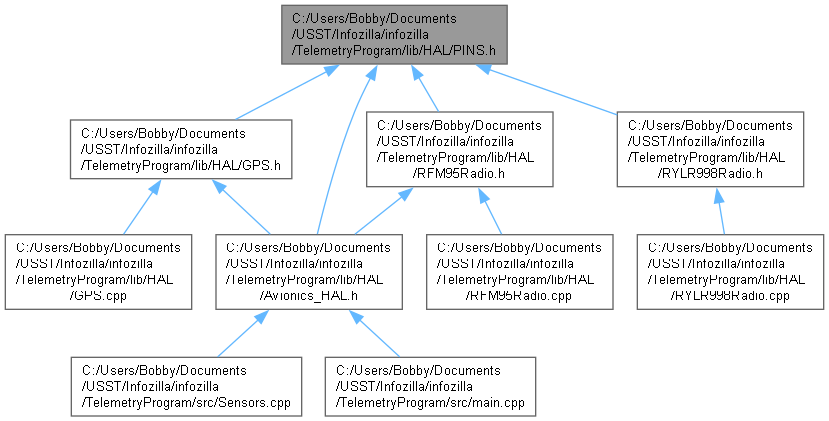 C:/Users/Bobby/Documents
/USST/Infozilla/infozilla
/TelemetryProgram/lib/HAL/PINS.h
C:/Users/Bobby/Documents
/USST/Infozilla/infozilla
/TelemetryProgram/lib/HAL/GPS.h
C:/Users/Bobby/Documents
/USST/Infozilla/infozilla
/TelemetryProgram/lib/HAL
/RFM95Radio.h
C:/Users/Bobby/Documents
/USST/Infozilla/infozilla
/TelemetryProgram/lib/HAL
/RYLR998Radio.h
C:/Users/Bobby/Documents
/USST/Infozilla/infozilla
/TelemetryProgram/lib/HAL
/GPS.cpp
C:/Users/Bobby/Documents
/USST/Infozilla/infozilla
/TelemetryProgram/lib/HAL
/Avionics_HAL.h
C:/Users/Bobby/Documents
/USST/Infozilla/infozilla
/TelemetryProgram/lib/HAL
/RFM95Radio.cpp
C:/Users/Bobby/Documents
/USST/Infozilla/infozilla
/TelemetryProgram/lib/HAL
/RYLR998Radio.cpp
C:/Users/Bobby/Documents
/USST/Infozilla/infozilla
/TelemetryProgram/src/Sensors.cpp
C:/Users/Bobby/Documents
/USST/Infozilla/infozilla
/TelemetryProgram/src/main.cpp